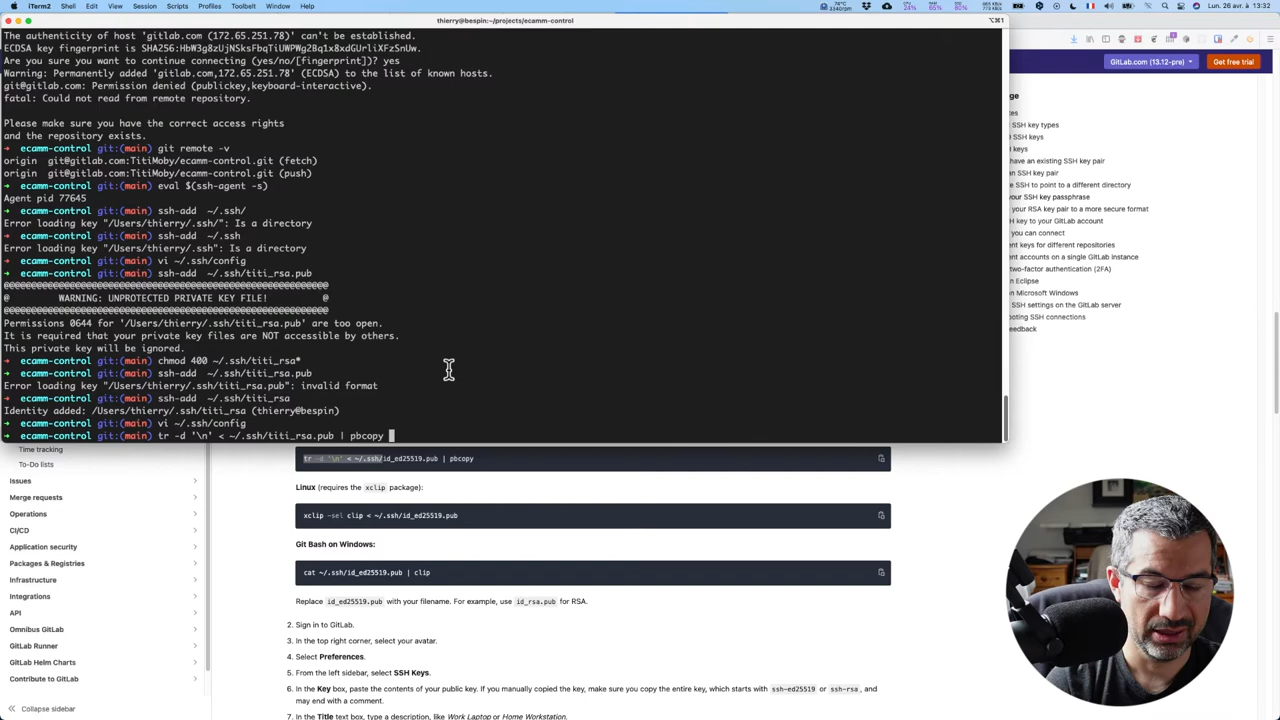 iTerm2 Shell Edit View Session Scripts Profiles Toolbelt Window Help
Lun. 26 avr. à 13:32
thierry@bespin:~/projects/ecamm-control
The authenticity of host 'gitlab.com (172.65.251.78)' can't be established.
ECDSA key fingerprint is SHA256:HbW3g8zUjNSksFbqTiUWPWg2Bq1x8xdGUrliXFzSnUw.
Are you sure you want to continue connecting (yes/no/[fingerprint])? yes
Warning: Permanently added 'gitlab.com,172.65.251.78' (ECDSA) to the list of known hosts.
git@gitlab.com: Permission denied (publickey,keyboard-interactive).
fatal: Could not read from remote repository.
Please make sure you have the correct access rights
and the repository exists.
➜ ecamm-control git:(main) git remote -v
origin git@gitlab.com:TitiMoby/ecamm-control.git (fetch)
origin git@gitlab.com:TitiMoby/ecamm-control.git (push)
➜ ecamm-control git:(main) eval $(ssh-agent -s)
Agent pid 77645
➜ ecamm-control git:(main) ssh-add ~/.ssh/
Error loading key "/Users/thierry/.ssh/": Is a directory
➜ ecamm-control git:(main) ssh-add ~/.ssh
Error loading key "/Users/thierry/.ssh": Is a directory
➜ ecamm-control git:(main) vi ~/.ssh/config
➜ ecamm-control git:(main) ssh-add ~/.ssh/titi_rsa.pub
@@@@@@@@@@@@@@@@@@@@@@@@@@@@@@@@@@@@@@@@@@@@@@@@@@@@@@@@@@@
@ WARNING: UNPROTECTED PRIVATE KEY FILE! @
@@@@@@@@@@@@@@@@@@@@@@@@@@@@@@@@@@@@@@@@@@@@@@@@@@@@@@@@@@@
Permissions 0644 for '/Users/thierry/.ssh/titi_rsa.pub' are too open.
It is required that your private key files are NOT accessible by others.
This private key will be ignored.
➜ ecamm-control git:(main) chmod 400 ~/.ssh/titi_rsa*
➜ ecamm-control git:(main) ssh-add ~/.ssh/titi_rsa.pub
Error loading key "/Users/thierry/.ssh/titi_rsa.pub": invalid format
➜ ecamm-control git:(main) ssh-add ~/.ssh/titi_rsa
Identity added: /Users/thierry/.ssh/titi_rsa (thierry@bespin)
➜ ecamm-control git:(main) vi ~/.ssh/config
➜ ecamm-control git:(main) tr -d '\n' < ~/.ssh/titi_rsa.pub | pbcopy
GitLab.com (13.12-pre)
Get free trial
ge
tes
n SSH key types
D SSH keys
H keys
have an existing SSH key pair
an SSH key pair
e SSH to point to a different directory
your SSH key passphrase
your RSA key pair to a more secure format
H key to your GitLab account
you can connect
ent keys for different repositories
ent accounts on a single GitLab instance
two-factor authentication (2FA)
n Eclipse
n Microsoft Windows
SSH settings on the GitLab server
ooting SSH connections
eedback
Time tracking
To-Do lists
Issues
Merge requests
Operations
CI/CD
Application security
Packages & Registries
Infrastructure
Integrations
API
Omnibus GitLab
GitLab Runner
GitLab Helm Charts
Contribute to GitLab
Collapse sidebar
tr -d '\n' < ~/.ssh/id_ed25519.pub | pbcopy
Linux (requires the xclip package):
xclip -sel clip < ~/.ssh/id_ed25519.pub
Git Bash on Windows:
cat ~/.ssh/id_ed25519.pub | clip
Replace id_ed25519.pub with your filename. For example, use id_rsa.pub for RSA.
2. Sign in to GitLab.
3. In the top right corner, select your avatar.
4. Select Preferences.
5. From the left sidebar, select SSH Keys.
6. In the Key box, paste the contents of your public key. If you manually copied the key, make sure you copy the entire key, which starts with ssh-ed25519 or ssh-rsa, and
may end with a comment.
7. In the Title text box, type a description, like Work Laptop or Home Workstation.